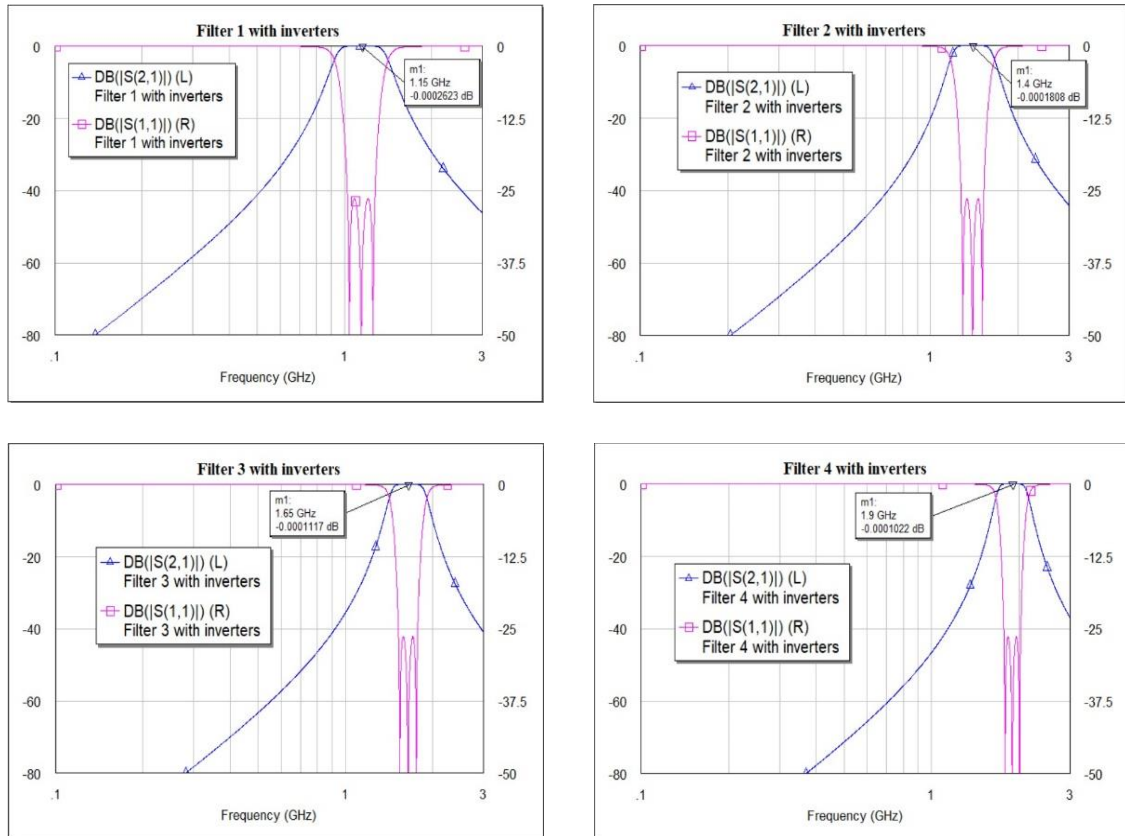 Filter 1 with inverters
0
-20
-40
-60
-80
DB(|S(2,1)|) (L)
Filter 1 with inverters
DB(|S(1,1)|) (R)
Filter 1 with inverters
m1:
1.15 GHz
-0.0002623 dB
0
-12.5
-25
-37.5
-50
.1
1
3
Frequency (GHz)
Filter 2 with inverters
0
-20
-40
-60
-80
DB(|S(2,1)|) (L)
Filter 2 with inverters
DB(|S(1,1)|) (R)
Filter 2 with inverters
m1:
1.4 GHz
-0.0001808 dB
0
-12.5
-25
-37.5
-50
.1
1
3
Frequency (GHz)
Filter 3 with inverters
0
-20
-40
-60
-80
m1:
1.65 GHz
-0.0001117 dB
DB(|S(2,1)|) (L)
Filter 3 with inverters
DB(|S(1,1)|) (R)
Filter 3 with inverters
0
-12.5
-25
-37.5
-50
.1
1
3
Frequency (GHz)
Filter 4 with inverters
0
-20
-40
-60
-80
m1:
1.9 GHz
-0.0001022 dB
DB(|S(2,1)|) (L)
Filter 4 with inverters
DB(|S(1,1)|) (R)
Filter 4 with inverters
0
-12.5
-25
-37.5
-50
.1
1
3
Frequency (GHz)